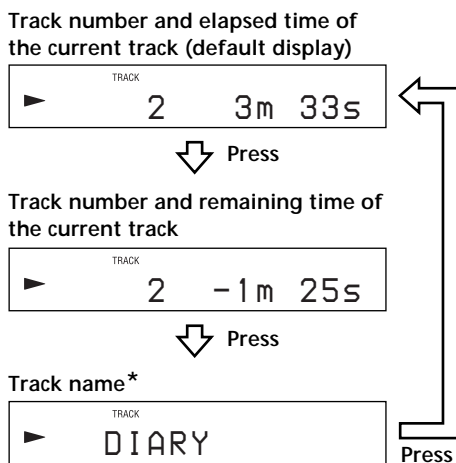 Track number and elapsed time of
the current track (default display)
TRACK
2 3m 33s
Press
Track number and remaining time of
the current track
TRACK
2 -1m 25s
Press
Track name*
TRACK
DIARY
Press